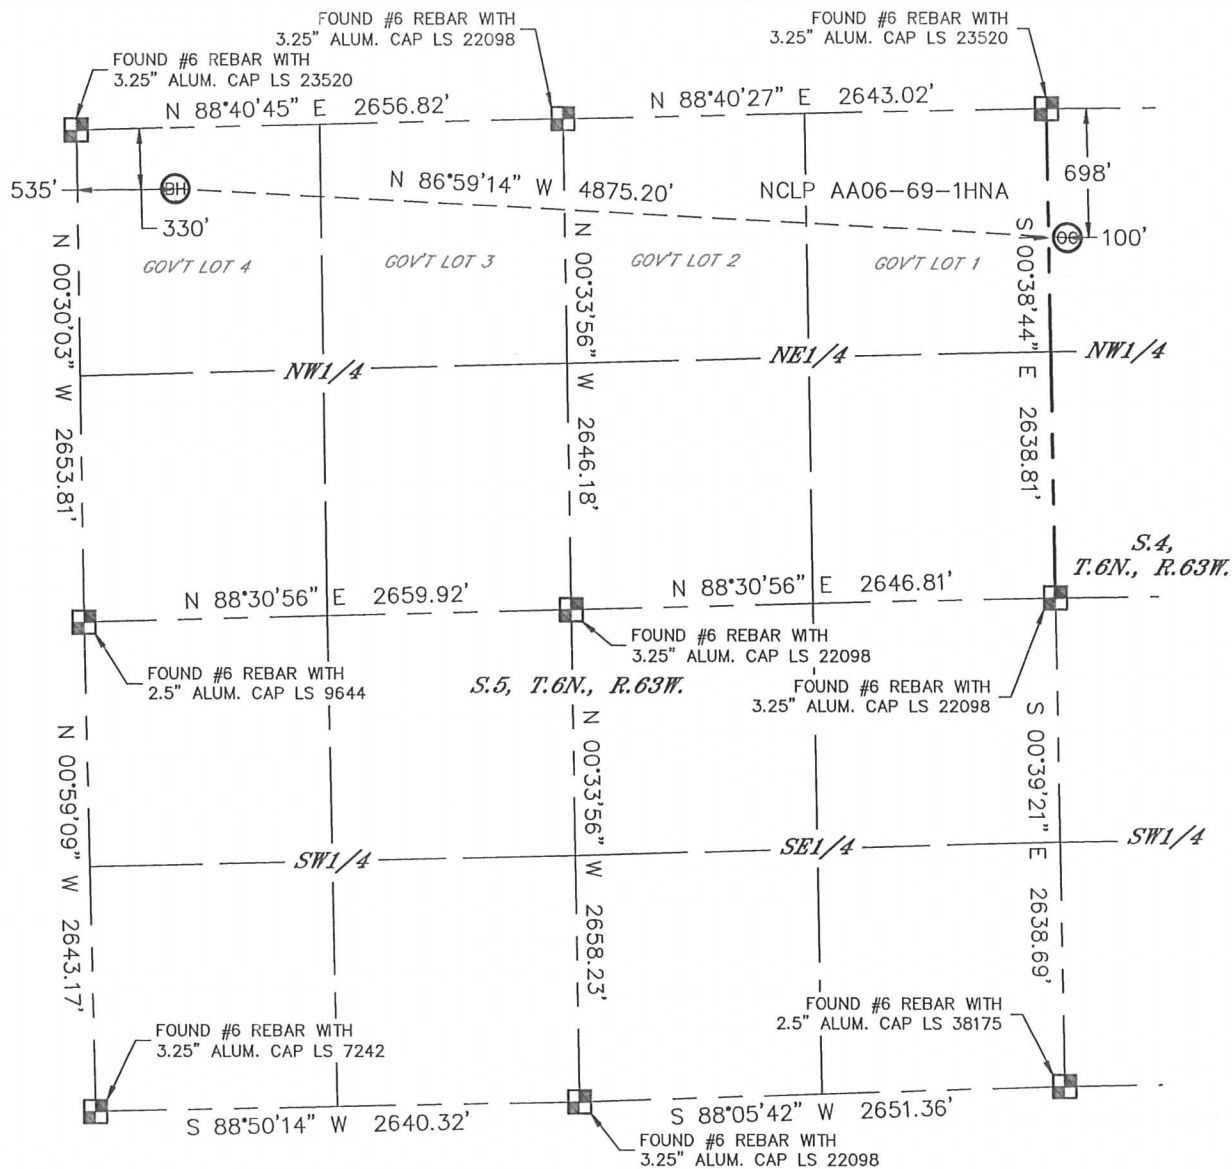 FOUND #6 REBAR WITH
3.25" ALUM. CAP LS 22098
FOUND #6 REBAR WITH
3.25" ALUM. CAP LS 23520
FOUND #6 REBAR WITH
3.25" ALUM. CAP LS 23520
N 88°40'45" E 2656.82'
N 88°40'27" E 2643.02'
535'
BH
330'
N 86°59'14" W 4875.20'
NCLP AA06-69-1HNA
698'
OG
100'
GOV'T LOT 4
GOV'T LOT 3
GOV'T LOT 2
GOV'T LOT 1
N 00°30'03" W 2653.81'
N 00°33'56" W 2646.18'
S 00°38'44" E 2638.81'
NW1/4
NE1/4
NW1/4
S.4,
T.6N., R.63W.
N 88°30'56" E 2659.92'
N 88°30'56" E 2646.81'
FOUND #6 REBAR WITH
2.5" ALUM. CAP LS 9644
FOUND #6 REBAR WITH
3.25" ALUM. CAP LS 22098
S.5, T.6N., R.63W.
FOUND #6 REBAR WITH
3.25" ALUM. CAP LS 22098
N 00°59'09" W 2643.17'
N 00°33'56" W 2658.23'
S 00°39'21" E 2638.69'
SW1/4
SE1/4
SW1/4
FOUND #6 REBAR WITH
3.25" ALUM. CAP LS 7242
FOUND #6 REBAR WITH
2.5" ALUM. CAP LS 38175
S 88°50'14" W 2640.32'
S 88°05'42" W 2651.36'
FOUND #6 REBAR WITH
3.25" ALUM. CAP LS 22098